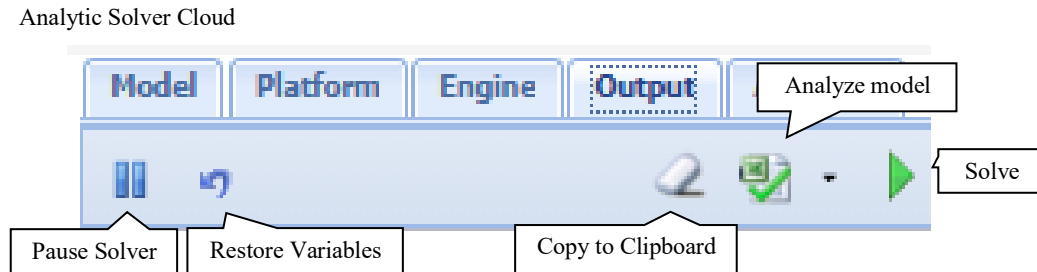 Analytic Solver Cloud
Model Platform Engine Output
Analyze model
Solve
Pause Solver Restore Variables Copy to Clipboard